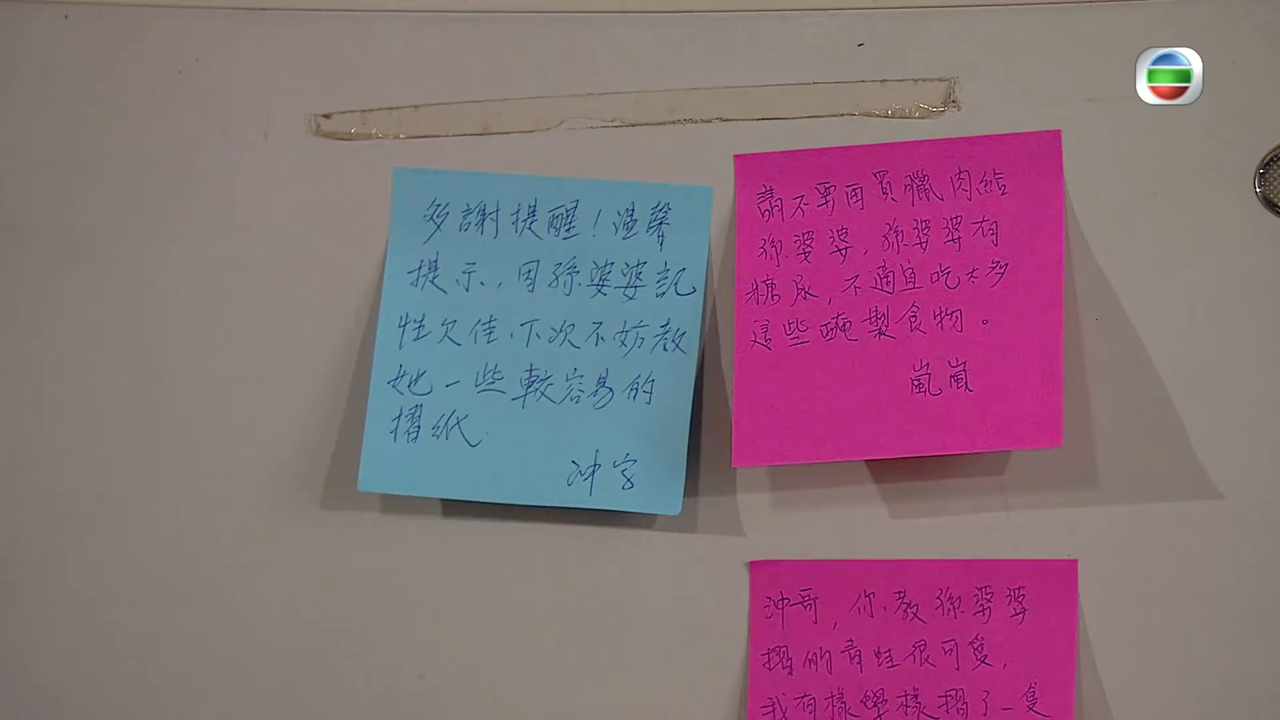 多謝提醒！溫馨
提示，因孫婆婆記
性欠佳，下次不妨教
她一些較容易的
摺紙
冲字
請不要再買臘肉給
孫婆婆，孫婆婆有
糖尿，不適宜吃太多
這些醃製食物。
嵐嵐
冲哥，你教孫婆婆
摺的青蛙很可愛，
我有樣學樣摺了一隻